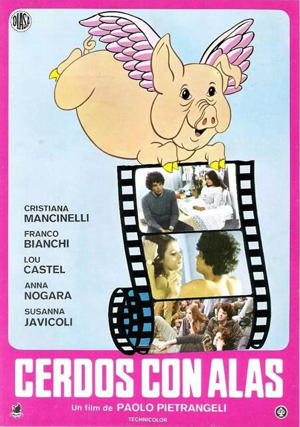 DIASA
CRISTIANA
MANCINELLI
FRANCO
BIANCHI
LOU
CASTEL
ANNA
NOGARA
SUSANNA
JAVICOLI
CERDOS CON ALAS
Un film de PAOLO PIETRANGELI
TECHNICOLOR